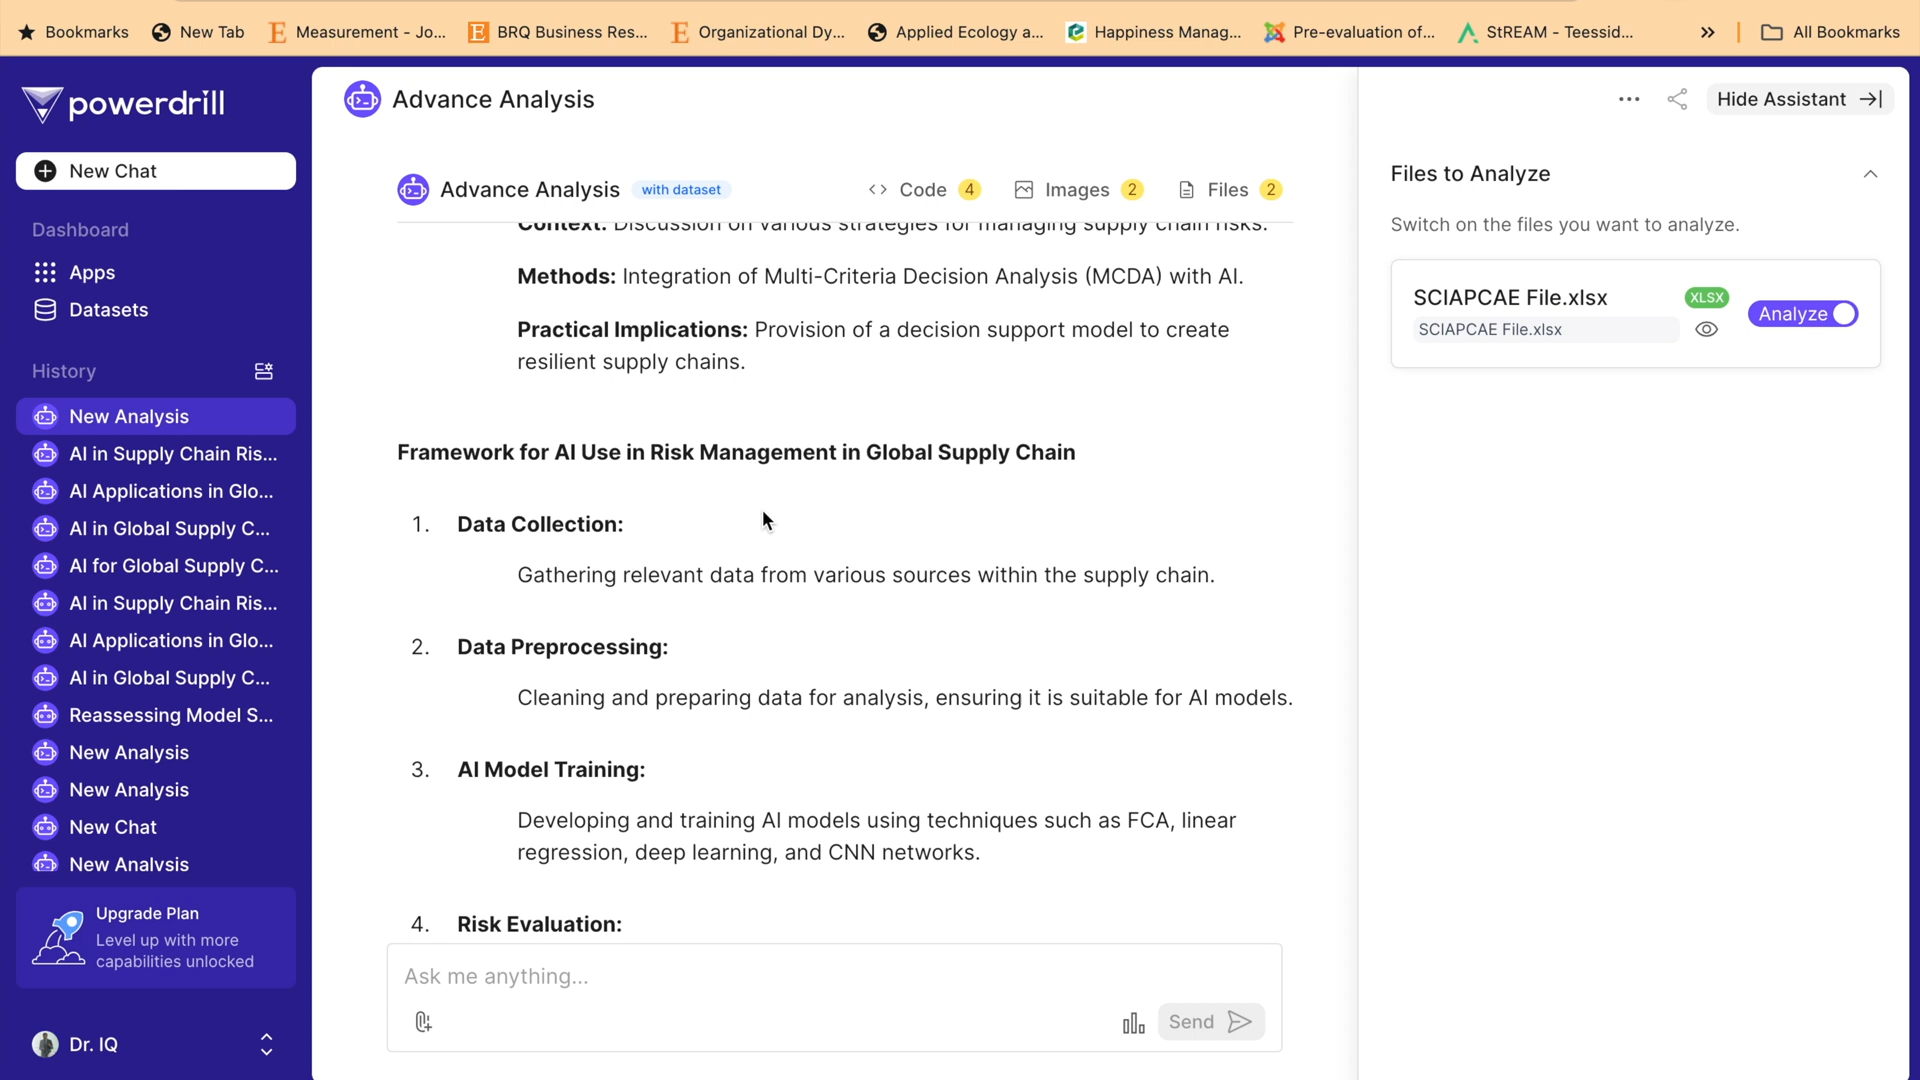 Bookmarks
New Tab
Measurement - Jo...
BRQ Business Res...
Organizational Dy...
Applied Ecology a...
Happiness Manag...
Pre-evaluation of...
StREAM - Teessid...
All Bookmarks
powerdrill
New Chat
Dashboard
Apps
Datasets
History
New Analysis
AI in Supply Chain Ris...
AI Applications in Glo...
AI in Global Supply C...
AI for Global Supply C...
AI in Supply Chain Ris...
AI Applications in Glo...
AI in Global Supply C...
Reassessing Model S...
New Analysis
New Analysis
New Chat
New Analysis
Upgrade Plan
Level up with more
capabilities unlocked
Dr. IQ
Advance Analysis
Advance Analysis with dataset
Code 4 Images 2 Files 2
Context: Discussion on various strategies for managing supply chain risks.
Methods: Integration of Multi-Criteria Decision Analysis (MCDA) with AI.
Practical Implications: Provision of a decision support model to create
resilient supply chains.
Framework for AI Use in Risk Management in Global Supply Chain
1. Data Collection:
Gathering relevant data from various sources within the supply chain.
2. Data Preprocessing:
Cleaning and preparing data for analysis, ensuring it is suitable for AI models.
3. AI Model Training:
Developing and training AI models using techniques such as FCA, linear
regression, deep learning, and CNN networks.
4. Risk Evaluation:
Ask me anything...
Send
Hide Assistant
Files to Analyze
Switch on the files you want to analyze.
SCIAPCAE File.xlsx
XLSX
SCIAPCAE File.xlsx
Analyze